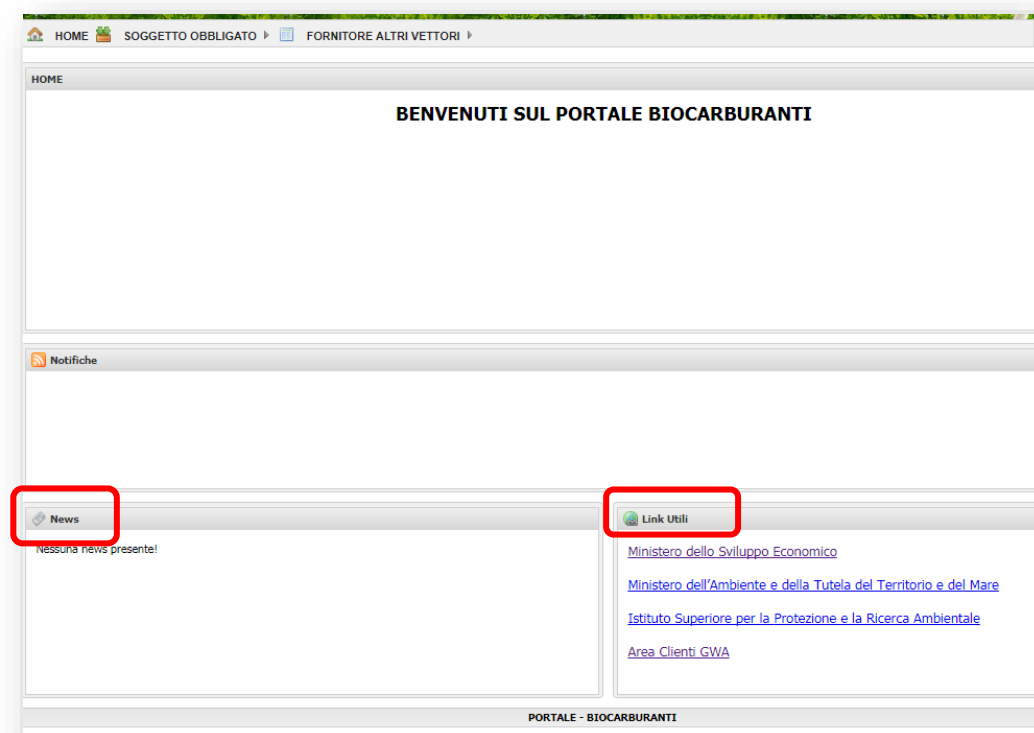 HOME SOGGETTO OBBLIGATO FORNITORE ALTRI VETTORI
HOME
BENVENUTI SUL PORTALE BIOCARBURANTI
Notifiche
News
Nessuna news presente!
Link Utili
Ministero dello Sviluppo Economico
Ministero dell'Ambiente e della Tutela del Territorio e del Mare
Istituto Superiore per la Protezione e la Ricerca Ambientale
Area Clienti GWA
PORTALE - BIOCARBURANTI